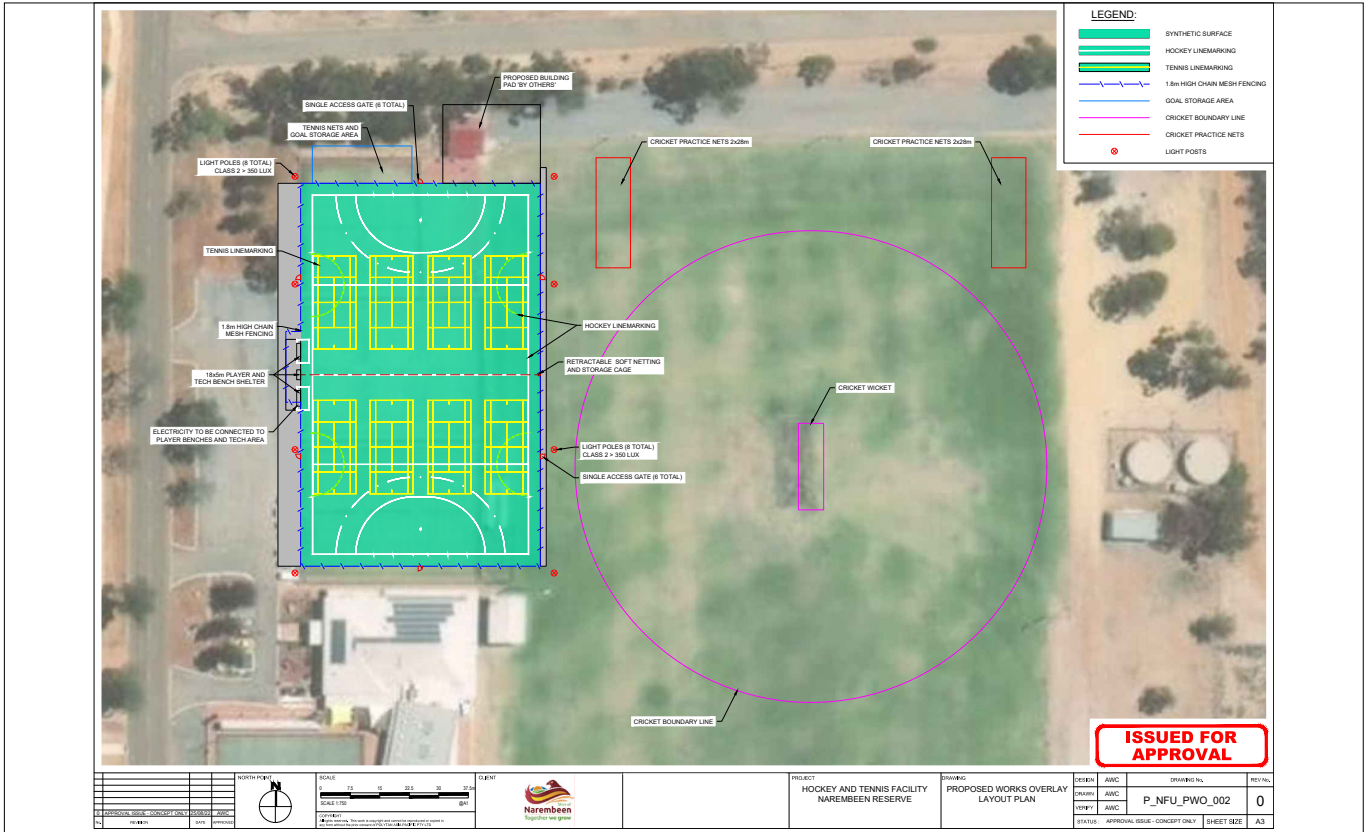 LEGEND:
SYNTHETIC SURFACE
HOCKEY LINEMARKING
TENNIS LINEMARKING
1.8m HIGH CHAIN MESH FENCING
GOAL STORAGE AREA
CRICKET BOUNDARY LINE
CRICKET PRACTICE NETS
LIGHT POSTS
PROPOSED BUILDING
PAD 'BY OTHERS'
SINGLE ACCESS GATE (6 TOTAL)
TENNIS NETS AND
GOAL STORAGE AREA
LIGHT POLES (8 TOTAL)
CLASS 2 > 350 LUX
CRICKET PRACTICE NETS 2x28m
CRICKET PRACTICE NETS 2x28m
TENNIS LINEMARKING
1.8m HIGH CHAIN
MESH FENCING
HOCKEY LINEMARKING
RETRACTABLE SOFT NETTING
AND STORAGE CAGE
18x5m PLAYER AND
TECH BENCH SHELTER
CRICKET WICKET
ELECTRICITY TO BE CONNECTED TO
PLAYER BENCHES AND TECH AREA
LIGHT POLES (8 TOTAL)
CLASS 2 > 350 LUX
SINGLE ACCESS GATE (6 TOTAL)
CRICKET BOUNDARY LINE
ISSUED FOR
APPROVAL
0 APPROVAL ISSUE - CONCEPT ONLY 25/08/22 AWC
No. REVISION DATE APPROVED
NORTH POINT
N
SCALE
0 7.5 15 22.5 30 37.5m
SCALE 1:750 @A1
COPYRIGHT
CLIENT
Shire of
Narembeen
Together we grow
PROJECT
HOCKEY AND TENNIS FACILITY
NAREMBEEN RESERVE
DRAWING
PROPOSED WORKS OVERLAY
LAYOUT PLAN
DESIGN AWC
DRAWN AWC
VERIFY AWC
DRAWING No.
P_NFU_PWO_002
REV No.
0
STATUS: APPROVAL ISSUE - CONCEPT ONLY
SHEET SIZE A3